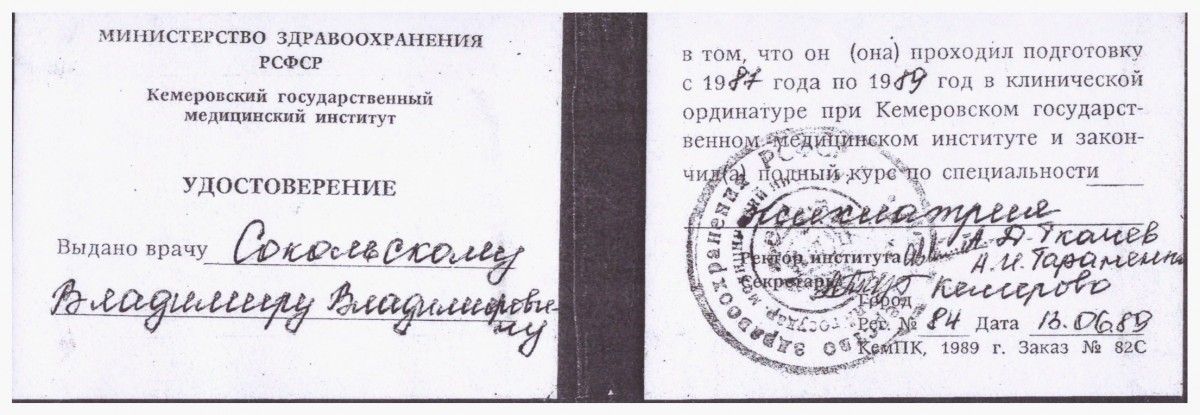 МИНИСТЕРСТВО ЗДРАВООХРАНЕНИЯ
РСФСР
Кемеровский государственный
медицинский институт
УДОСТОВЕРЕНИЕ
Выдано врачу Сокольскому
Владимиру Владимирови-
чу
в том, что он (она) проходил подготовку
с 1987 года по 1989 год в клинической
ординатуре при Кемеровском государст-
венном медицинском институте и закон-
чил(а) полный курс по специальности
психиатрия
Ректор института А.Д. Ткачев
Секретарь А.И. Тараненко
Город Кемерово
Рег. № 84 Дата 13.06.89
КемПК, 1989 г. Заказ № 82С
РСФСР